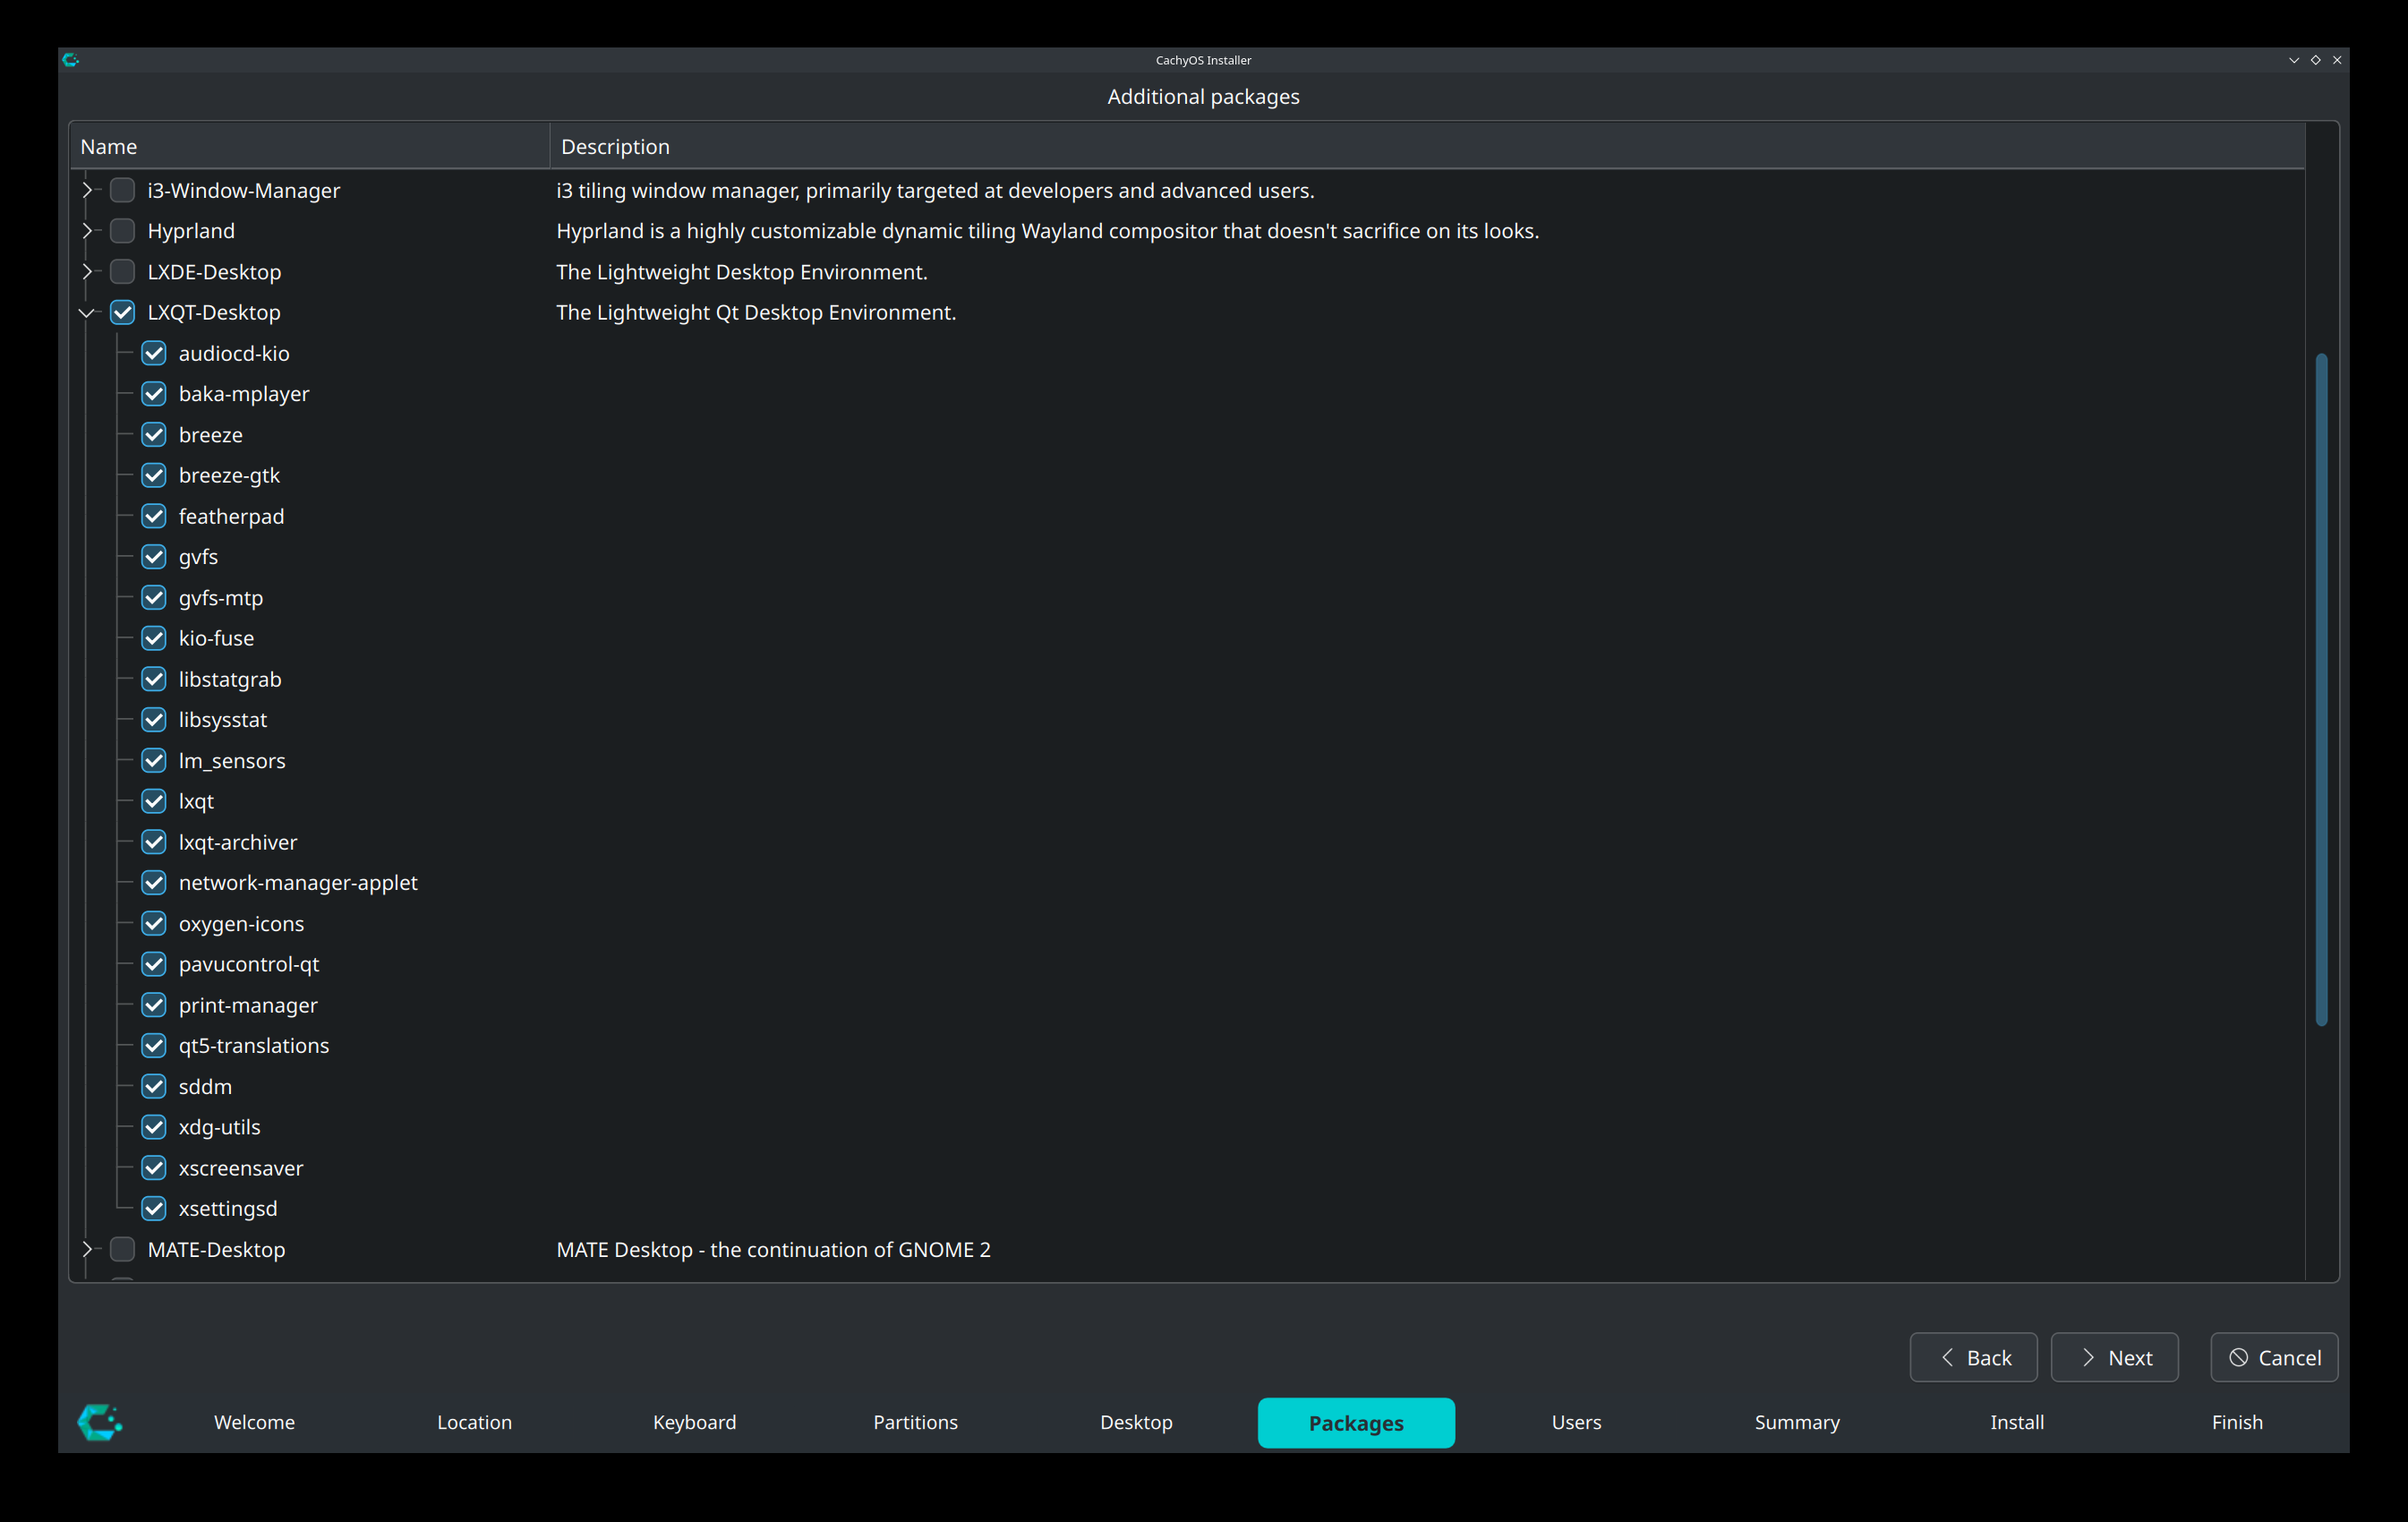 CachyOS Installer
Additional packages
Name Description
i3-Window-Manager i3 tiling window manager, primarily targeted at developers and advanced users.
Hyprland Hyprland is a highly customizable dynamic tiling Wayland compositor that doesn't sacrifice on its looks.
LXDE-Desktop The Lightweight Desktop Environment.
LXQT-Desktop The Lightweight Qt Desktop Environment.
audiocd-kio
baka-mplayer
breeze
breeze-gtk
featherpad
gvfs
gvfs-mtp
kio-fuse
libstatgrab
libsysstat
lm_sensors
lxqt
lxqt-archiver
network-manager-applet
oxygen-icons
pavucontrol-qt
print-manager
qt5-translations
sddm
xdg-utils
xscreensaver
xsettingsd
MATE-Desktop MATE Desktop - the continuation of GNOME 2
Back Next Cancel
Welcome Location Keyboard Partitions Desktop Packages Users Summary Install Finish